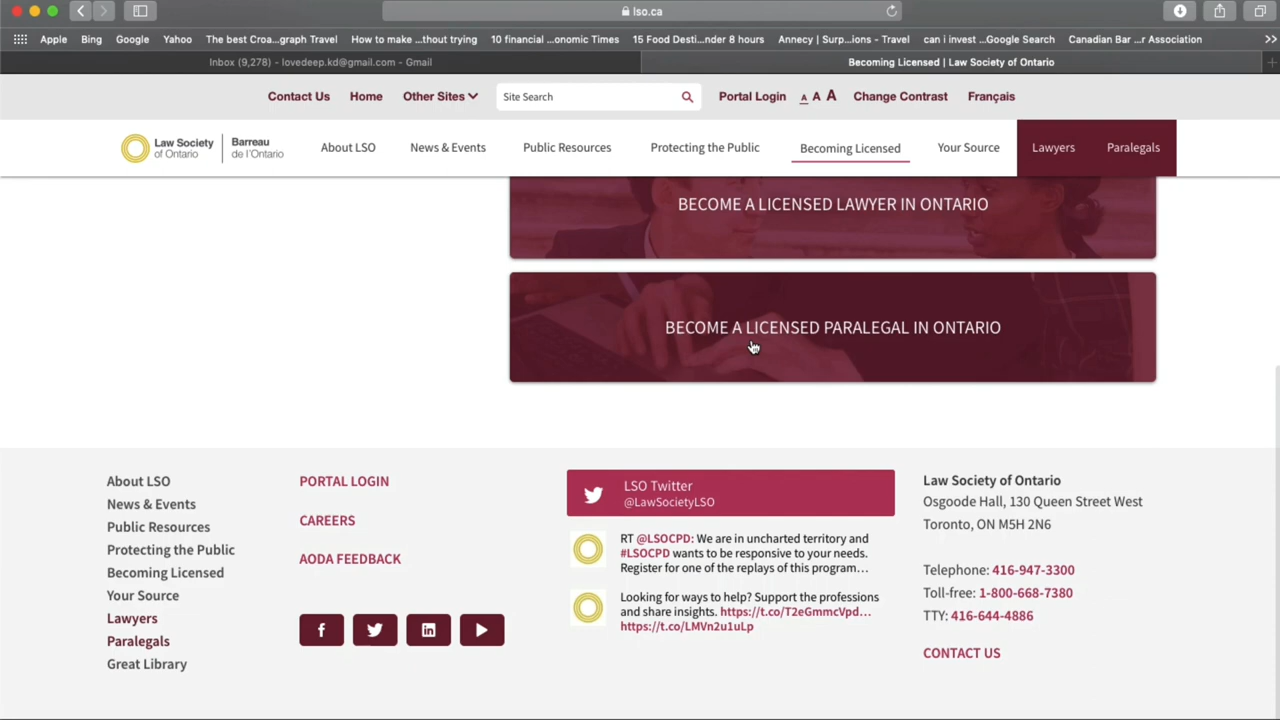 lso.ca
Apple Bing Google Yahoo The best Croa...graph Travel How to make ...thout trying 10 financial ...onomic Times 15 Food Desti...nder 8 hours Annecy | Surp...ions - Travel can i invest ...Google Search Canadian Bar ...r Association
Inbox (9,278) - lovedeep.kd@gmail.com - Gmail
Becoming Licensed | Law Society of Ontario
Contact Us Home Other Sites Site Search Portal Login A A A Change Contrast Français
Law Society of Ontario
Barreau de l'Ontario
About LSO News & Events Public Resources Protecting the Public Becoming Licensed Your Source Lawyers Paralegals
BECOME A LICENSED LAWYER IN ONTARIO
BECOME A LICENSED PARALEGAL IN ONTARIO
About LSO
News & Events
Public Resources
Protecting the Public
Becoming Licensed
Your Source
Lawyers
Paralegals
Great Library
PORTAL LOGIN
CAREERS
AODA FEEDBACK
LSO Twitter
@LawSocietyLSO
RT @LSOCPD: We are in uncharted territory and
#LSOCPD wants to be responsive to your needs.
Register for one of the replays of this program...
Looking for ways to help? Support the professions
and share insights. https://t.co/T2eGmmcVpd...
https://t.co/LMVn2u1uLp
Law Society of Ontario
Osgoode Hall, 130 Queen Street West
Toronto, ON M5H 2N6
Telephone: 416-947-3300
Toll-free: 1-800-668-7380
TTY: 416-644-4886
CONTACT US